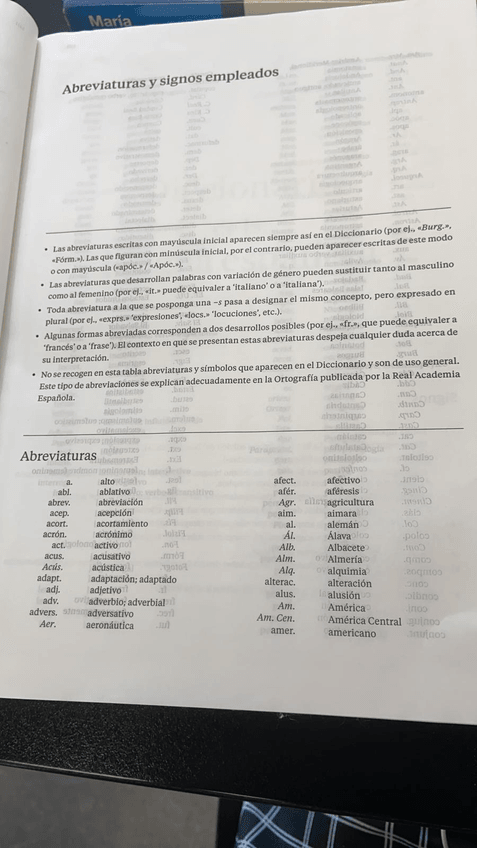 María
Abreviaturas y signos empleados
• Las abreviaturas escritas con mayúscula inicial aparecen siempre así en el Diccionario (por ej., «Burg.»,
«Fórm.»). Las que figuran con minúscula inicial, por el contrario, pueden aparecer escritas de este modo
o con mayúscula («apóc.» / «Apóc.»).
• Las abreviaturas que desarrollan palabras con variación de género pueden sustituir tanto al masculino
como al femenino (por ej., «it.» puede equivaler a ‘italiano’ o a ‘italiana’).
• Toda abreviatura a la que se posponga una –s pasa a designar el mismo concepto, pero expresado en
plural (por ej., «exprs.» ‘expresiones’, «locs.» ‘locuciones’, etc.).
• Algunas formas abreviadas corresponden a dos desarrollos posibles (por ej., «fr.», que puede equivaler a
‘francés’ o a ‘frase’). El contexto en que se presentan estas abreviaturas despeja cualquier duda acerca de
su interpretación.
• No se recogen en esta tabla abreviaturas y símbolos que aparecen en el Diccionario y son de uso general.
Este tipo de abreviaciones se explican adecuadamente en la Ortografía publicada por la Real Academia
Española.
Abreviaturas
a. alto
abl. ablativo
abrev. abreviación
acep. acepción
acort. acortamiento
acrón. acrónimo
act. activo
acus. acusativo
Acús. acústica
adapt. adaptación; adaptado
adj. adjetivo
adv. adverbio; adverbial
advers. adversativo
Aer. aeronáutica
afect. afectivo
afér. aféresis
Agr. agricultura
aim. aimara
al. alemán
Ál. Álava
Alb. Albacete
Alm. Almería
Alq. alquimia
alterac. alteración
alus. alusión
Am. América
Am. Cen. América Central
amer. americano